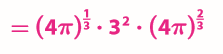 = (4π)^{1/3} · 3² · (4π)^{2/3}